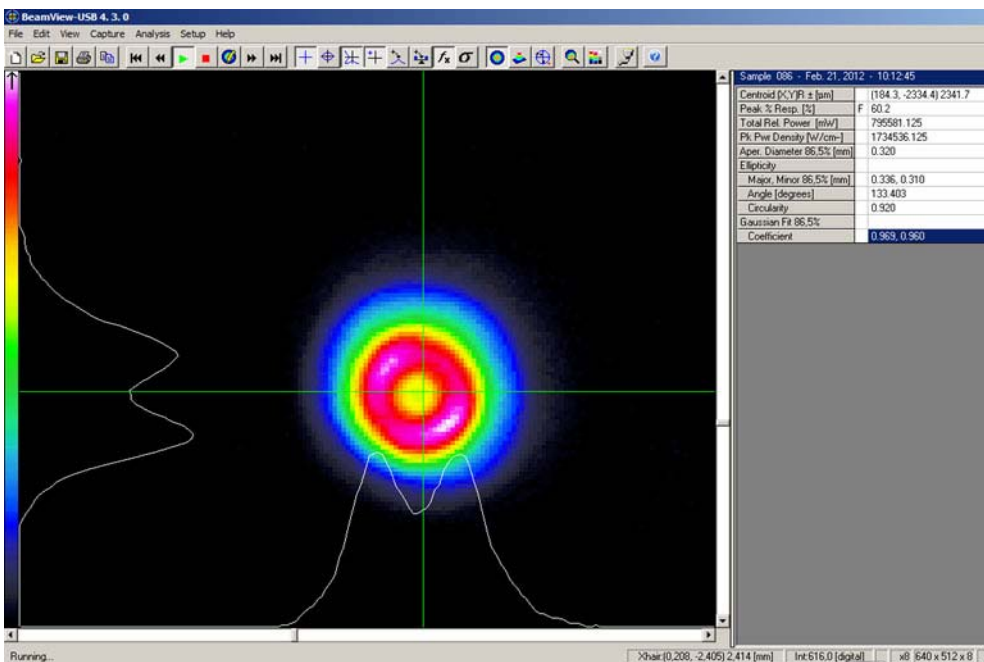 BeamView-USB 4. 3. 0
File Edit View Capture Analysis Setup Help
Sample 086 - Feb. 21, 2012 - 10:12:45
Centroid (X,Y)R ± [µm] (184.3, -2334.4) 2341.7
Peak % Resp. [%] F 60.2
Total Rel. Power [mW] 795581.125
Pk Pwr Density [W/cm~] 1734536.125
Aper. Diameter 86,5% [mm] 0.320
Ellipticity
Major, Minor 86,5% [mm] 0.336, 0.310
Angle [degrees] 133.403
Circularity 0.920
Gaussian Fit 86,5%
Coefficient 0.969, 0.960
Running... Xhair:(0,208, -2,405) 2,414 [mm] Int:616,0 [digital] x8 640 x 512 x 8